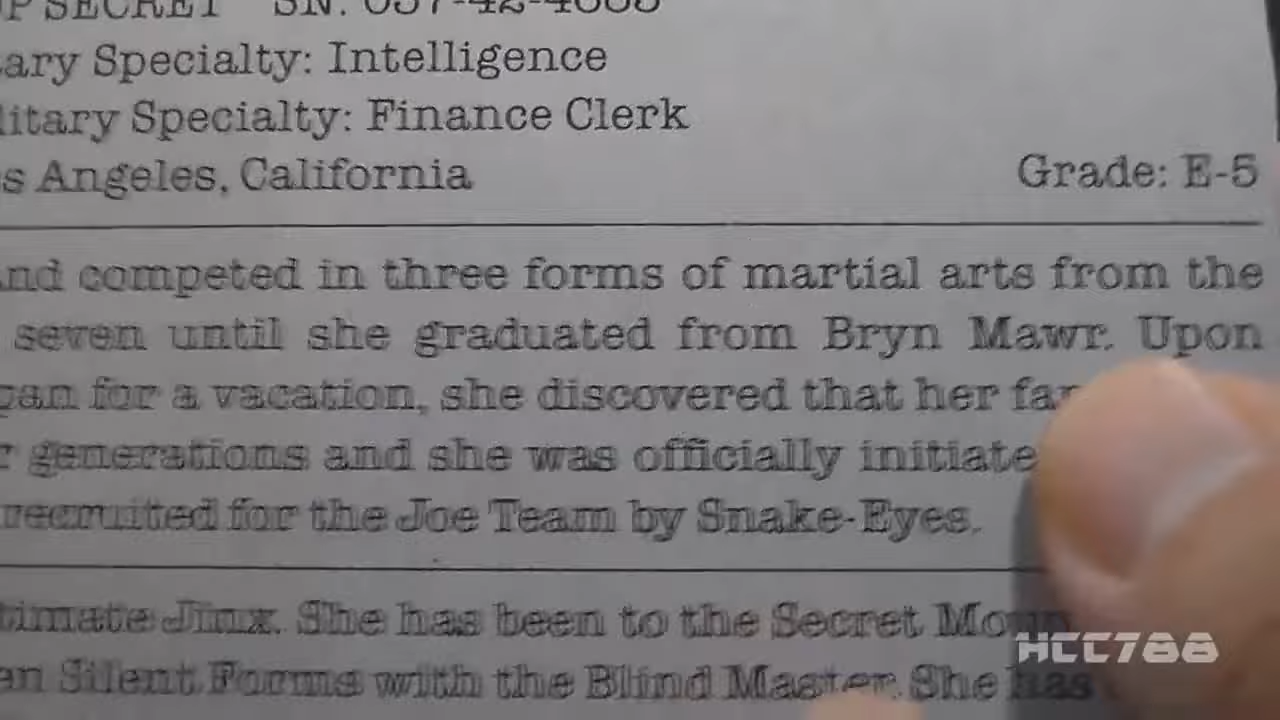 SECRET SN:
ary Specialty: Intelligence
litary Specialty: Finance Clerk
s Angeles, California Grade: E-5
nd competed in three forms of martial arts from the
seven until she graduated from Bryn Mawr. Upon
pan for a vacation, she discovered that her fa
r generations and she was officially initiate
recruited for the Joe Team by Snake-Eyes.
timate Jinx. She has been to the Secret Mou
en Silent Forms with the Blind Master. She has
HCC788